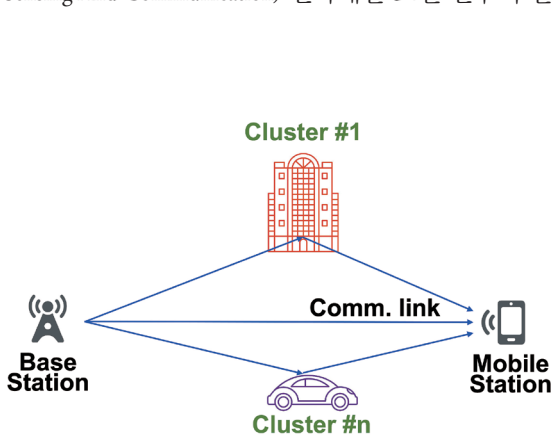 Cluster #1
Comm. link
Base
Station
Mobile
Station
Cluster #n